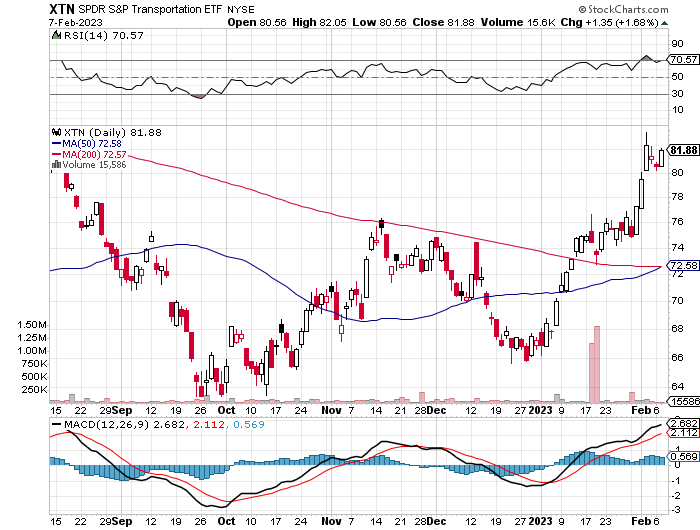 XTN SPDR S&P Transportation ETF NYSE
© StockCharts.com
7-Feb-2023
Open 80.56 High 82.05 Low 80.56 Close 81.88 Volume 15.6K Chg +1.35 (+1.68%)
RSI(14) 70.57
90
70.57
50
30
10
XTN (Daily) 81.88
MA(50) 72.58
MA(200) 72.57
Volume 15,586
81.88
80
78
76
74
72.58
70
68
66
64
1.50M
1.25M
1.00M
750K
500K
250K
15586
15 22 29 Sep 12 19 26 Oct 10 17 24 Nov 7 14 21 28 Dec 12 19 27 2023 9 17 23 Feb 6
MACD(12,26,9) 2.682, 2.112, 0.569
2.682
2.112
0.569
1
0
-1
-2
-3
15 22 29 Sep 12 19 26 Oct 10 17 24 Nov 7 14 21 28 Dec 12 19 27 2023 9 17 23 Feb 6